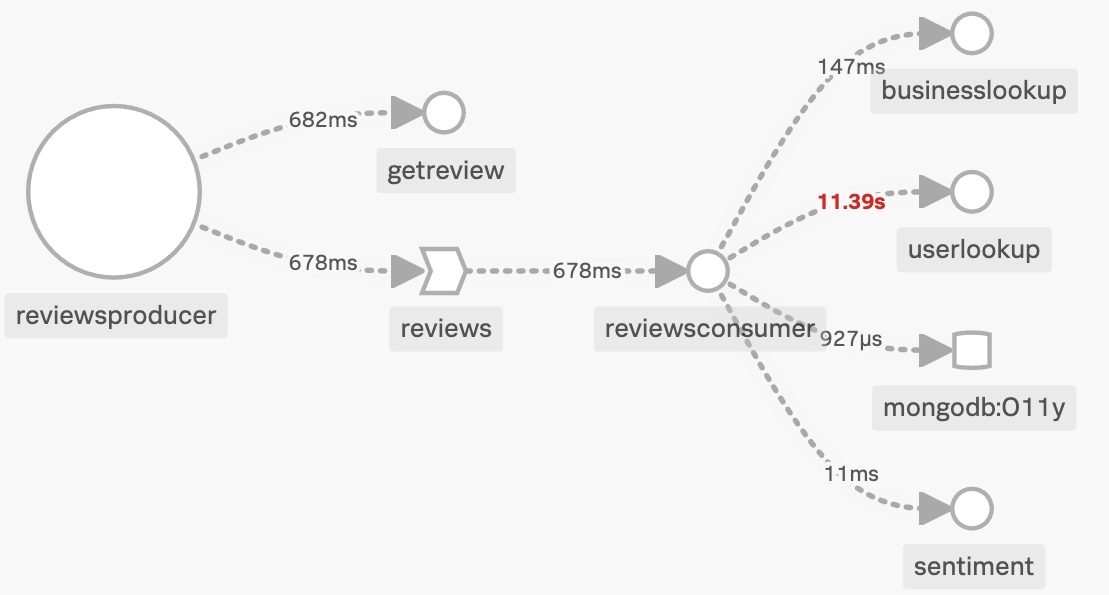 147ms
businesslookup
682ms
getreview
11.39s
userlookup
reviewsproducer
678ms
reviews
678ms
reviewsconsumer
927µs
mongodb:O11y
11ms
sentiment